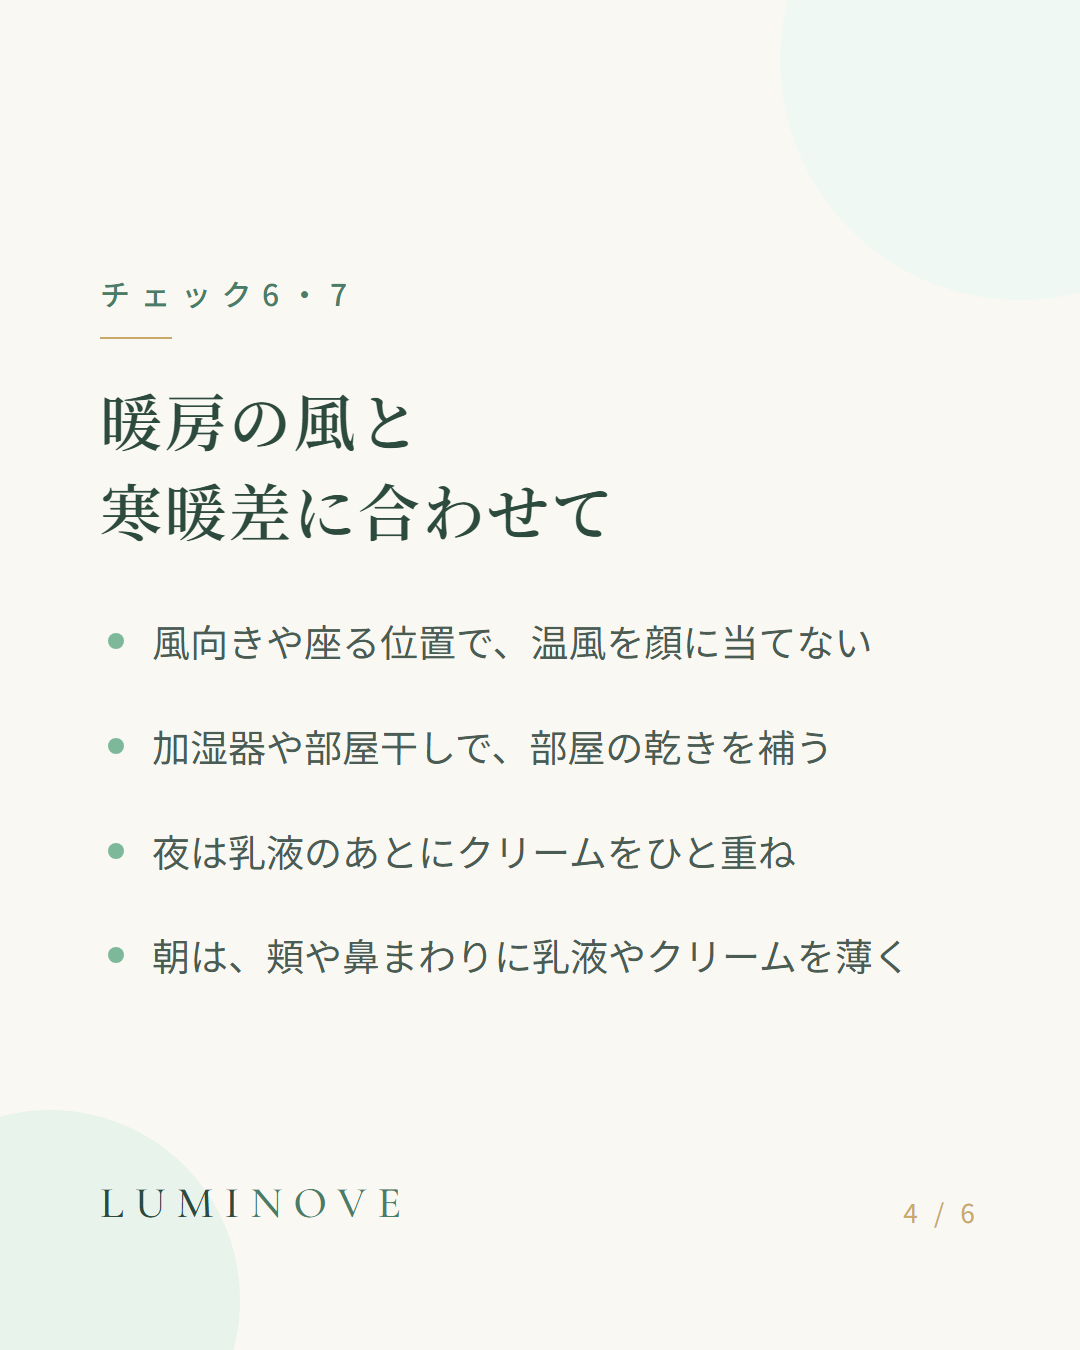 チェック6・7
暖房の風と
寒暖差に合わせて
風向きや座る位置で、温風を顔に当てない
加湿器や部屋干しで、部屋の乾きを補う
夜は乳液のあとにクリームをひと重ね
朝は、頬や鼻まわりに乳液やクリームを薄く
LUMINOVE
4 / 6